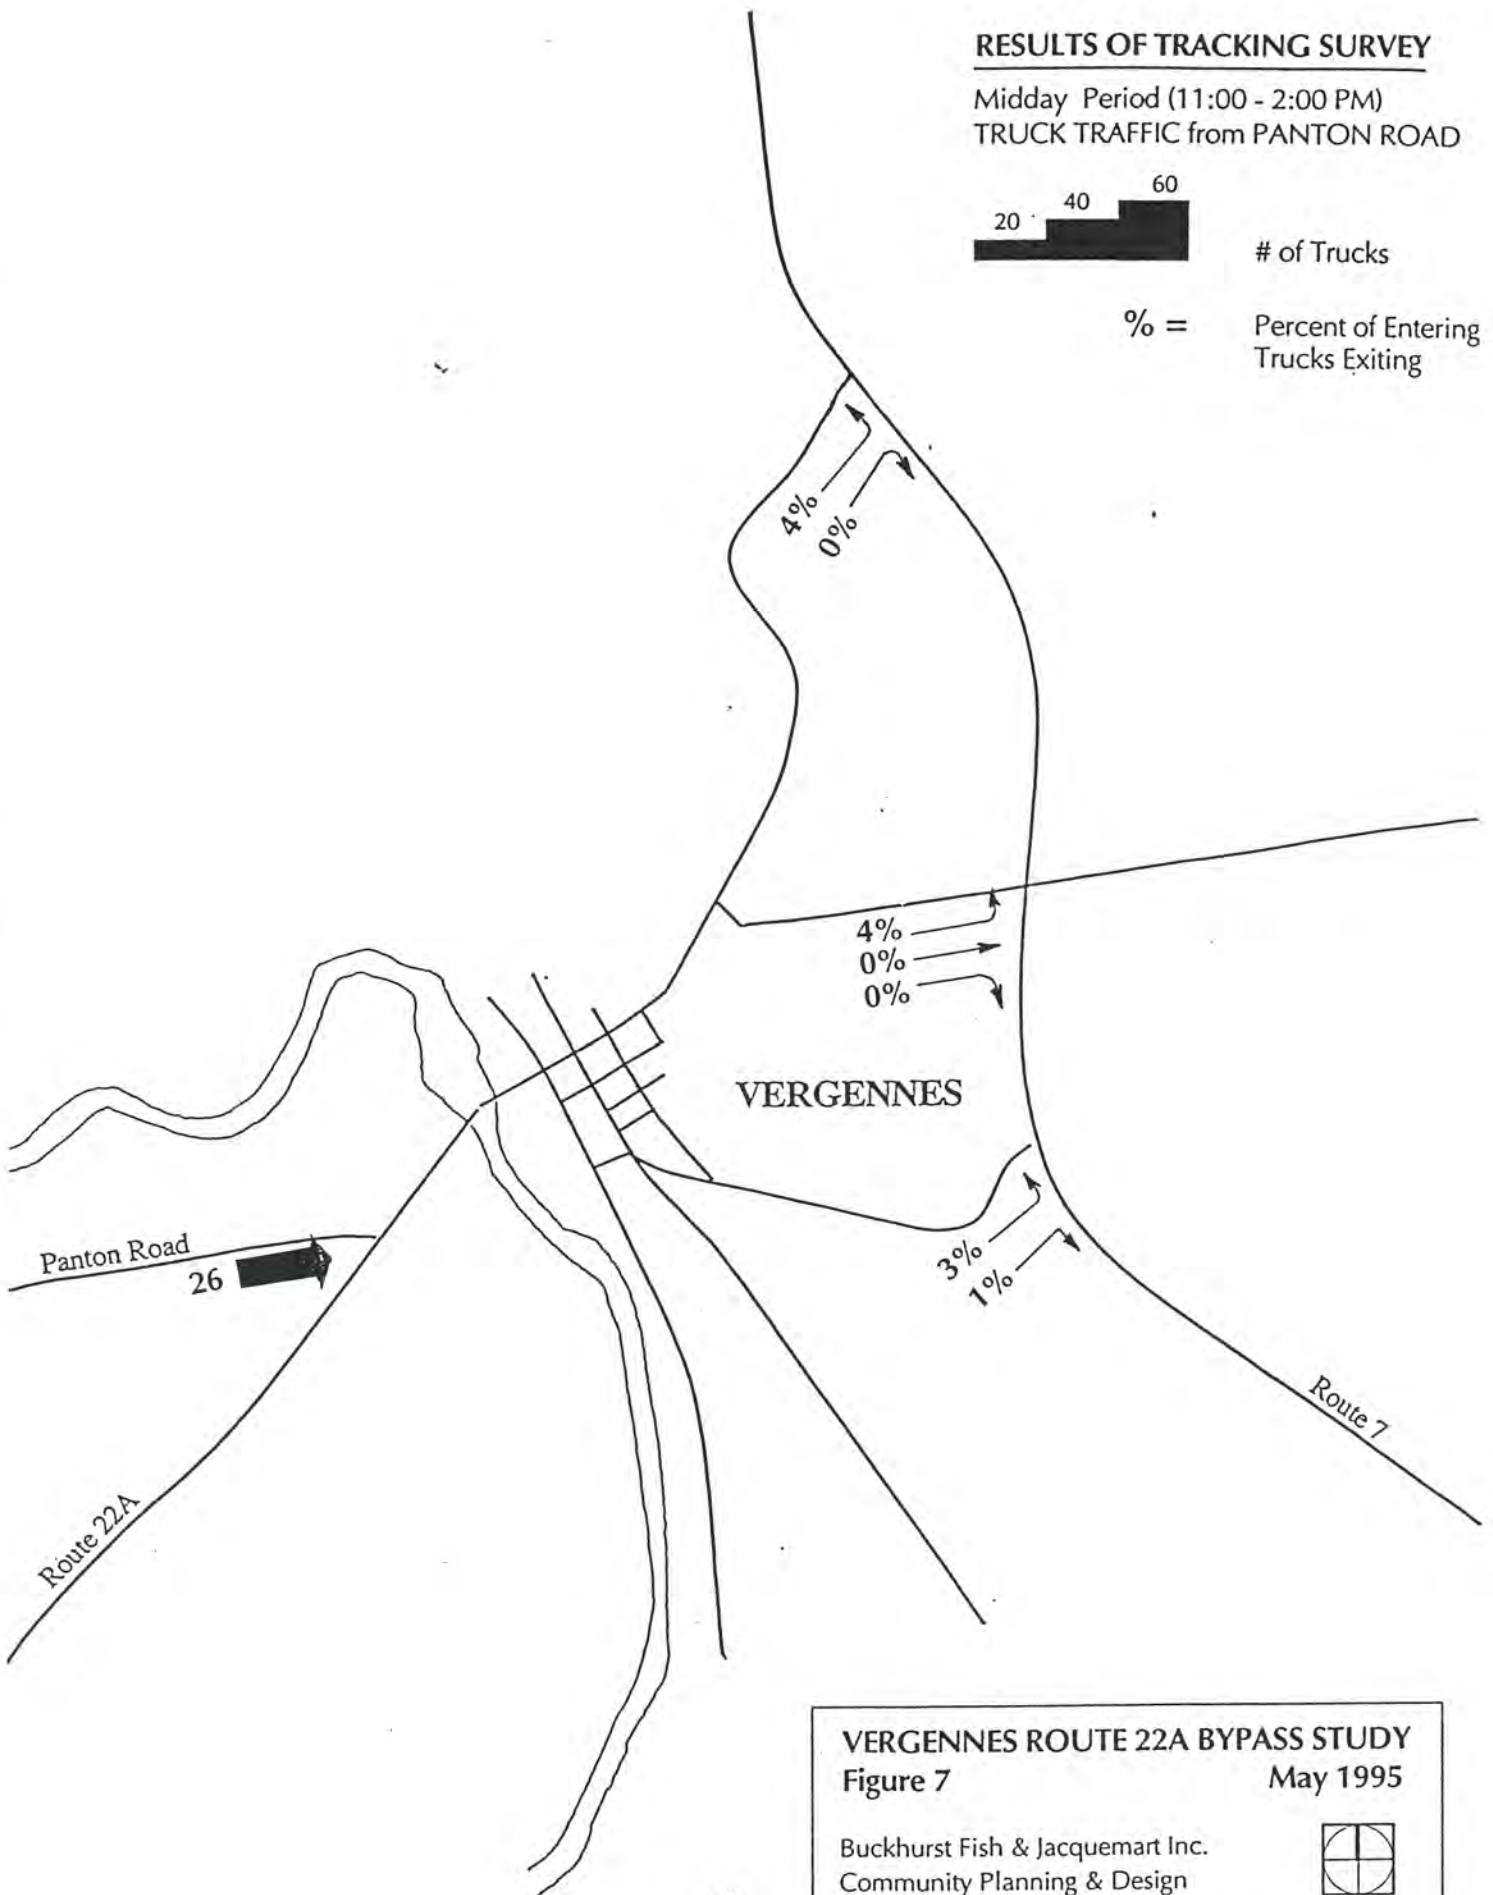 RESULTS OF TRACKING SURVEY
Midday Period (11:00 - 2:00 PM)
TRUCK TRAFFIC from PANTON ROAD
20 40 60
# of Trucks
% = Percent of Entering
Trucks Exiting
4%
0%
4%
0%
0%
VERGENNES
Panton Road
26
3%
1%
Route 7
Route 22A
VERGENNES ROUTE 22A BYPASS STUDY
Figure 7 May 1995
Buckhurst Fish & Jacquemart Inc.
Community Planning & Design